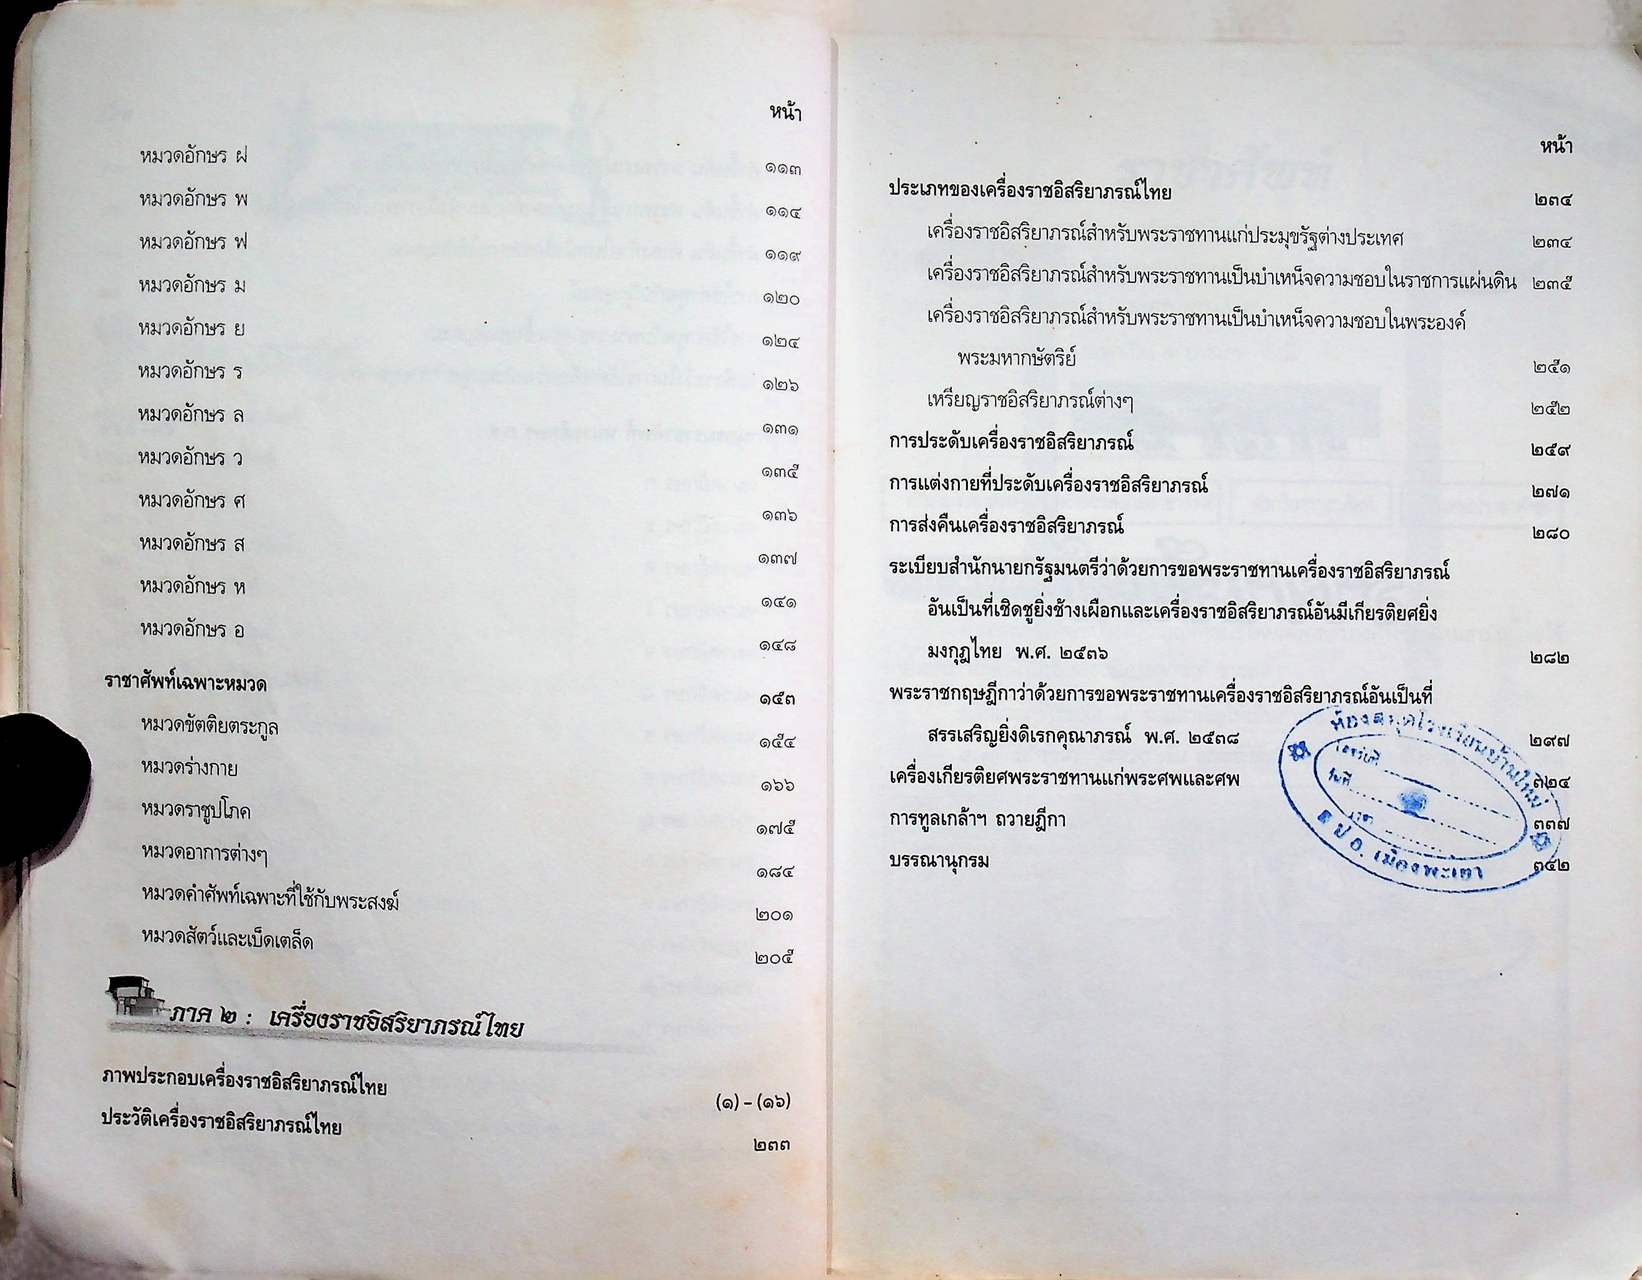 หน้า
หมวดอักษร ฝ ๑๑๓
หมวดอักษร พ ๑๑๔
หมวดอักษร ฟ ๑๑๙
หมวดอักษร ม ๑๒๐
หมวดอักษร ย ๑๒๔
หมวดอักษร ร ๑๒๖
หมวดอักษร ล ๑๓๑
หมวดอักษร ว ๑๓๕
หมวดอักษร ศ ๑๓๖
หมวดอักษร ส ๑๓๗
หมวดอักษร ห ๑๔๑
หมวดอักษร อ ๑๔๘
ราชาศัพท์เฉพาะหมวด ๑๕๓
หมวดขัตติยตระกูล ๑๕๔
หมวดร่างกาย ๑๖๖
หมวดราชูปโภค ๑๗๕
หมวดอาการต่างๆ ๑๘๔
หมวดคำศัพท์เฉพาะที่ใช้กับพระสงฆ์ ๒๐๑
หมวดสัตว์และเบ็ดเตล็ด ๒๐๕
ภาค ๒ : เครื่องราชอิสริยาภรณ์ไทย
ภาพประกอบเครื่องราชอิสริยาภรณ์ไทย (๑) – (๑๖)
ประวัติเครื่องราชอิสริยาภรณ์ไทย ๒๓๓
หน้า
ประเภทของเครื่องราชอิสริยาภรณ์ไทย ๒๓๔
เครื่องราชอิสริยาภรณ์สำหรับพระราชทานแก่ประมุขรัฐต่างประเทศ ๒๓๔
เครื่องราชอิสริยาภรณ์สำหรับพระราชทานเป็นบำเหน็จความชอบในราชการแผ่นดิน ๒๓๕
เครื่องราชอิสริยาภรณ์สำหรับพระราชทานเป็นบำเหน็จความชอบในพระองค์
พระมหากษัตริย์ ๒๕๑
เหรียญราชอิสริยาภรณ์ต่างๆ ๒๕๒
การประดับเครื่องราชอิสริยาภรณ์ ๒๕๙
การแต่งกายที่ประดับเครื่องราชอิสริยาภรณ์ ๒๗๑
การส่งคืนเครื่องราชอิสริยาภรณ์ ๒๘๐
ระเบียบสำนักนายกรัฐมนตรีว่าด้วยการขอพระราชทานเครื่องราชอิสริยาภรณ์
อันเป็นที่เชิดชูยิ่งช้างเผือกและเครื่องราชอิสริยาภรณ์อันมีเกียรติยศยิ่ง
มงกุฎไทย พ.ศ. ๒๕๓๖ ๒๘๒
พระราชกฤษฎีกาว่าด้วยการขอพระราชทานเครื่องราชอิสริยาภรณ์อันเป็นที่
สรรเสริญยิ่งดิเรกคุณาภรณ์ พ.ศ. ๒๕๓๘ ๒๙๗
เครื่องเกียรติยศพระราชทานแก่พระศพและศพ ๓๒๔
การทูลเกล้าฯ ถวายฎีกา ๓๓๗
บรรณานุกรม ๓๔๒
ห้องสมุดโรงเรียนบ้านใหม่
วันที่
ส ป อ. เมืองพะเยา